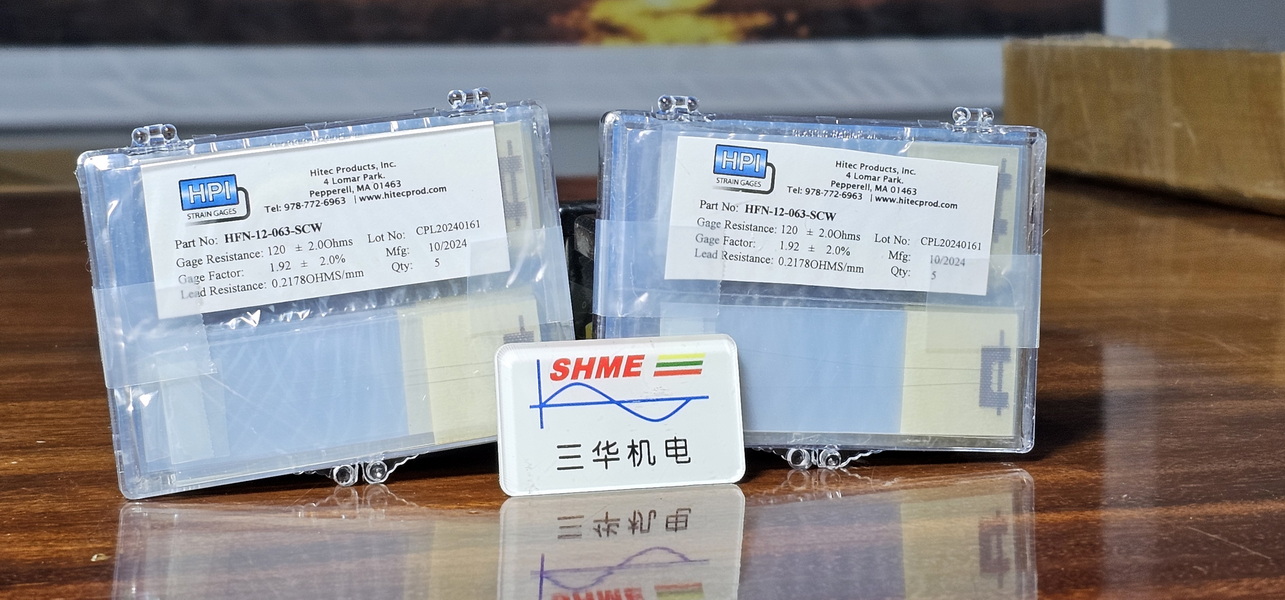 HPI
STRAIN GAGES
Hitec Products, Inc.
4 Lomar Park.
Pepperell, MA 01463
Tel: 978-772-6963 | www.hitecprod.com
Part No: HFN-12-063-SCW
Gage Resistance: 120 ± 2.0Ohms Lot No: CPL20240161
Gage Factor: 1.92 ± 2.0% Mfg: 10/2024
Lead Resistance: 0.2178OHMS/mm Qty: 5
HPI
STRAIN GAGES
Hitec Products, Inc.
4 Lomar Park.
Pepperell, MA 01463
Tel: 978-772-6963 | www.hitecprod.com
Part No: HFN-12-063-SCW
Gage Resistance: 120 ± 2.0Ohms Lot No: CPL20240161
Gage Factor: 1.92 ± 2.0% Mfg: 10/2024
Lead Resistance: 0.2178OHMS/mm Qty: 5
SHME
三华机电